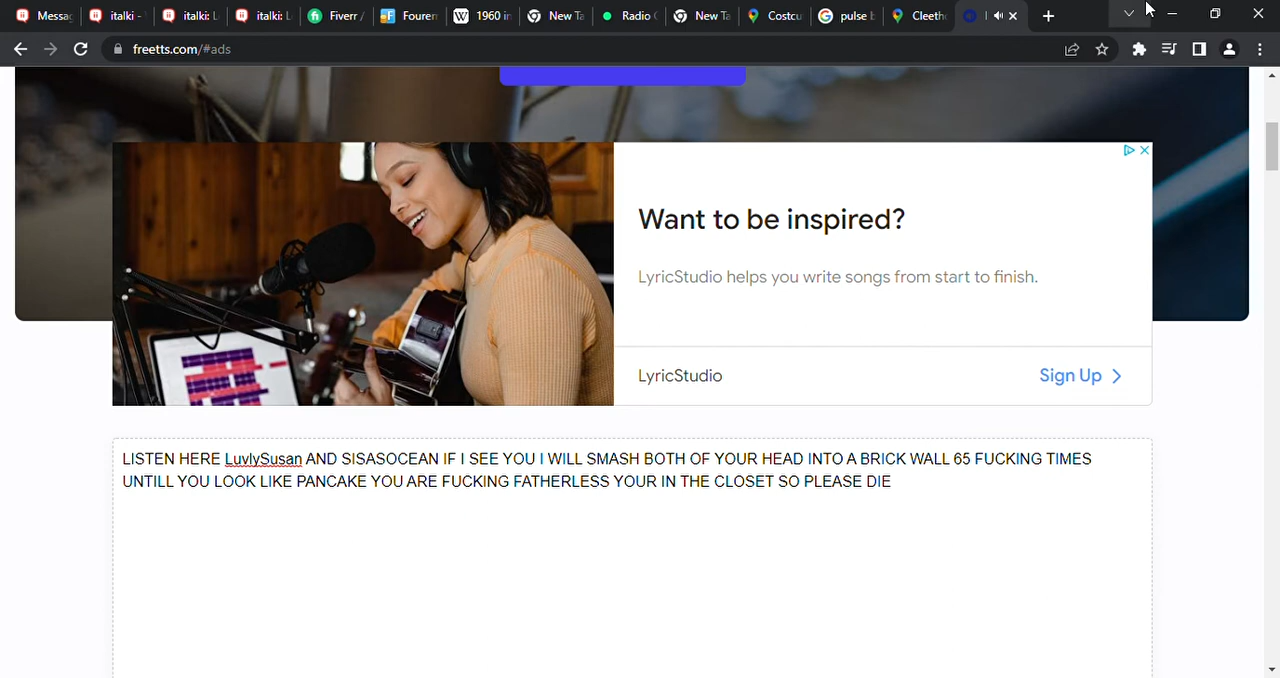 Messag
italki -
italki: L
italki: L
Fiverr /
Fourerr
1960 in
New Ta
Radio
New Ta
Costcu
pulse b
Cleetho
freetts.com/#ads
Want to be inspired?
LyricStudio helps you write songs from start to finish.
LyricStudio
Sign Up
LISTEN HERE LuvlySusan AND SISASOCEAN IF I SEE YOU I WILL SMASH BOTH OF YOUR HEAD INTO A BRICK WALL 65 FUCKING TIMES
UNTILL YOU LOOK LIKE PANCAKE YOU ARE FUCKING FATHERLESS YOUR IN THE CLOSET SO PLEASE DIE